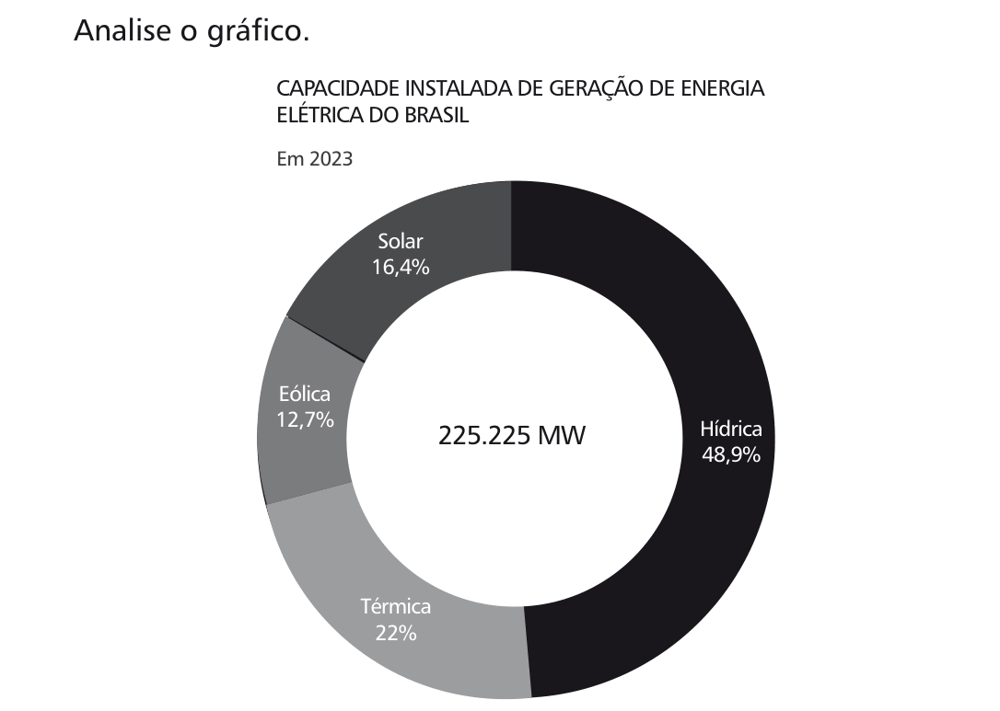 Analise o gráfico.
CAPACIDADE INSTALADA DE GERAÇÃO DE ENERGIA
ELÉTRICA DO BRASIL
Em 2023
Solar
16,4%
Eólica
12,7%
225.225 MW
Hídrica
48,9%
Térmica
22%